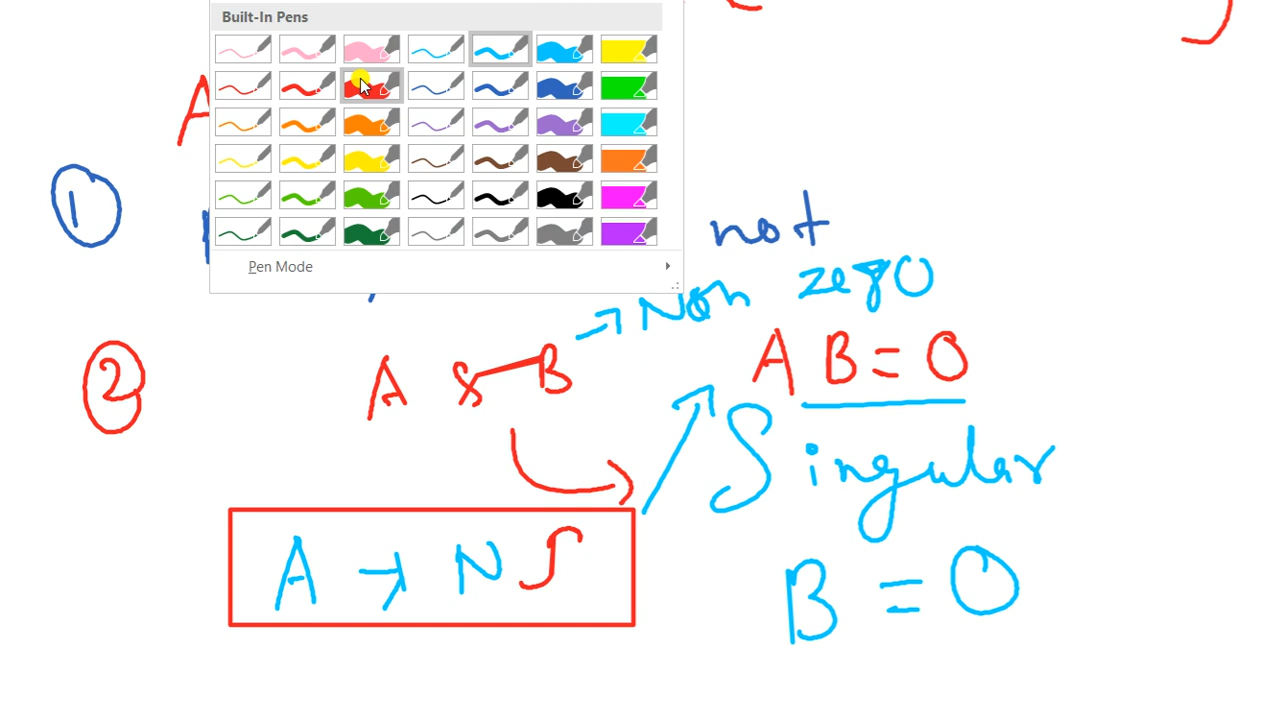 Built-In Pens
A
①
not
Pen Mode
→ Non zero
② A & B AB = 0
Singular
A → NS
B = 0